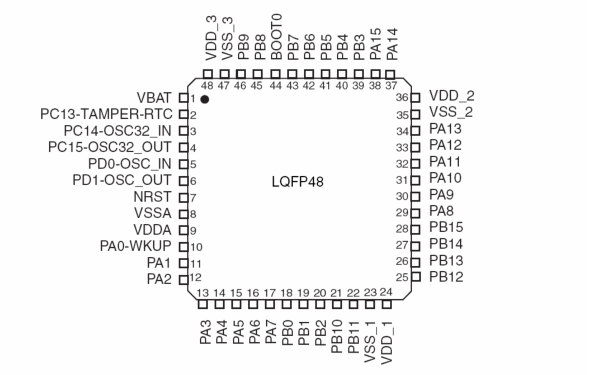 VDD_3
VSS_3
PB9
PB8
BOOT0
PB7
PB6
PB5
PB4
PB3
PA15
PA14
48 47 46 45 44 43 42 41 40 39 38 37
VBAT 1
PC13-TAMPER-RTC 2
PC14-OSC32_IN 3
PC15-OSC32_OUT 4
PD0-OSC_IN 5
PD1-OSC_OUT 6
NRST 7
VSSA 8
VDDA 9
PA0-WKUP 10
PA1 11
PA2 12
LQFP48
36 VDD_2
35 VSS_2
34 PA13
33 PA12
32 PA11
31 PA10
30 PA9
29 PA8
28 PB15
27 PB14
26 PB13
25 PB12
13 14 15 16 17 18 19 20 21 22 23 24
PA3
PA4
PA5
PA6
PA7
PB0
PB1
PB2
PB10
PB11
VSS_1
VDD_1